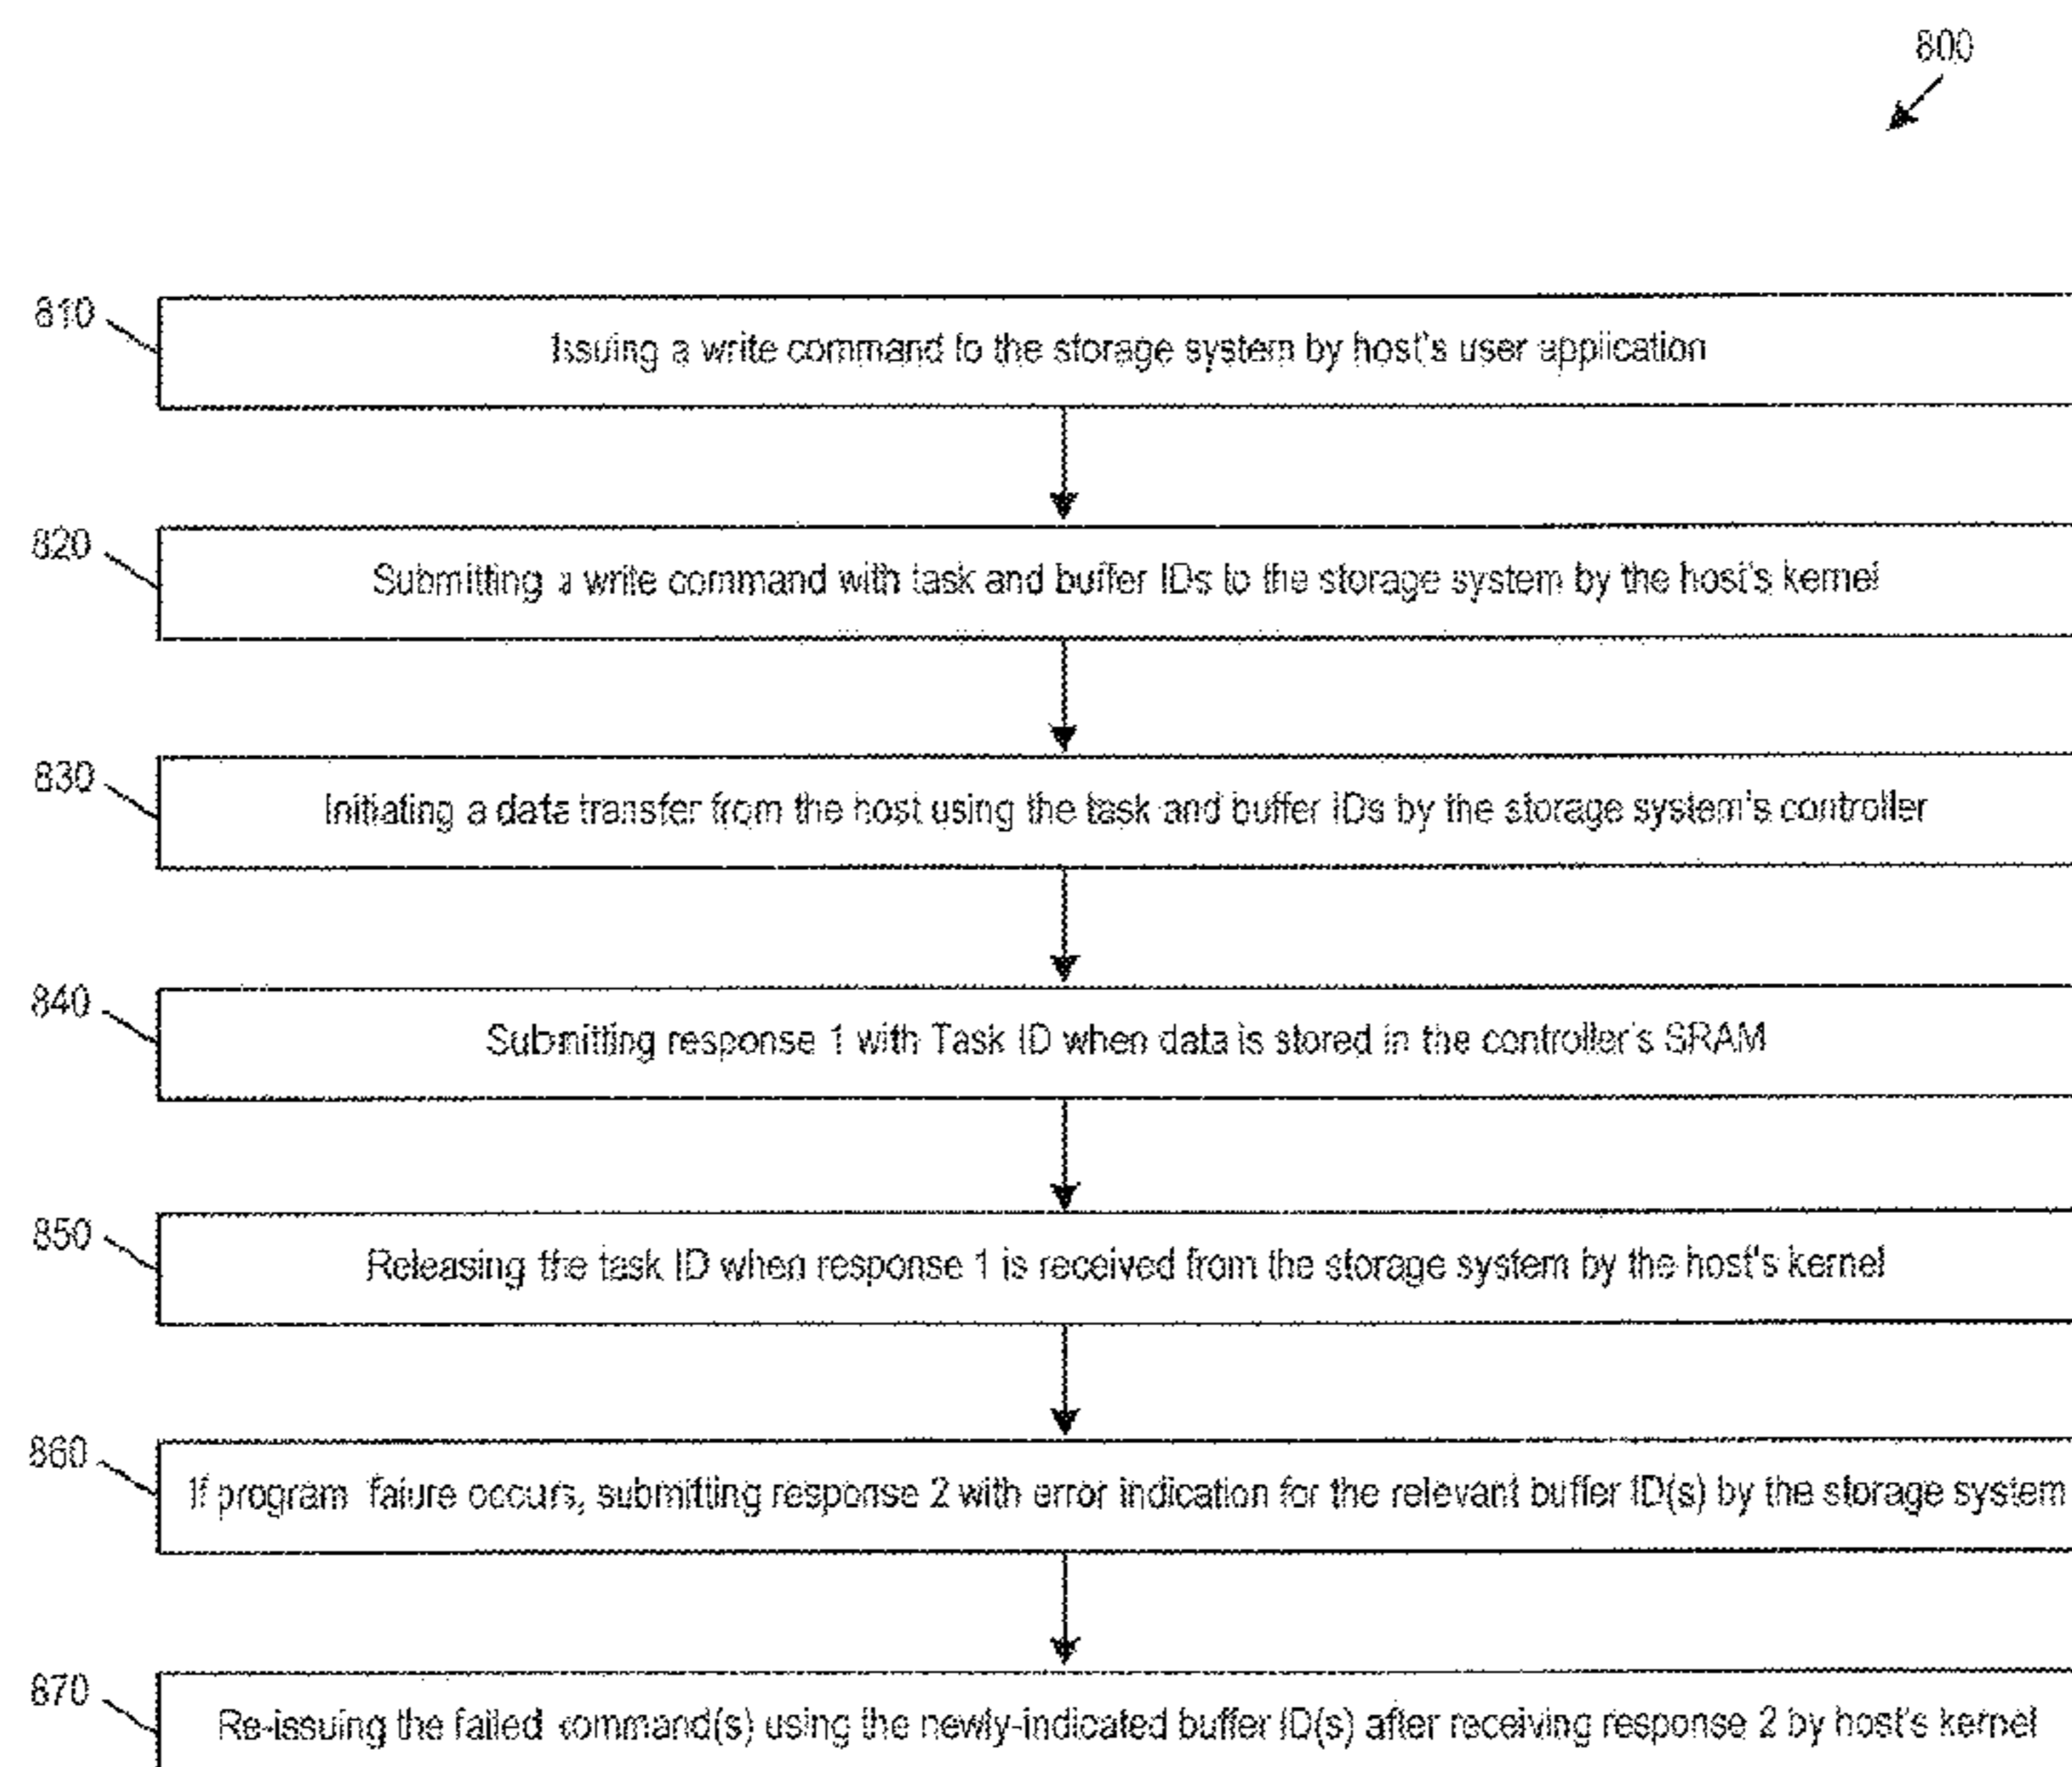 800
810
Issuing a write command to the storage system by host's user application
820
Submitting a write command with task and buffer IDs to the storage system by the host's kernel
830
Initiating a data transfer from the host using the task and buffer IDs by the storage system's controller
840
Submitting response 1 with Task ID when data is stored in the controller's SRAM
850
Releasing the task ID when response 1 is received from the storage system by the host's kernel
860
If program faiure occurs, submitting response 2 with error indication for the relevant buffer ID(s) by the storage system
870
Re-issuing the failed command(s) using the newly-indicated buffer ID(s) after receiving response 2 by host's kernel